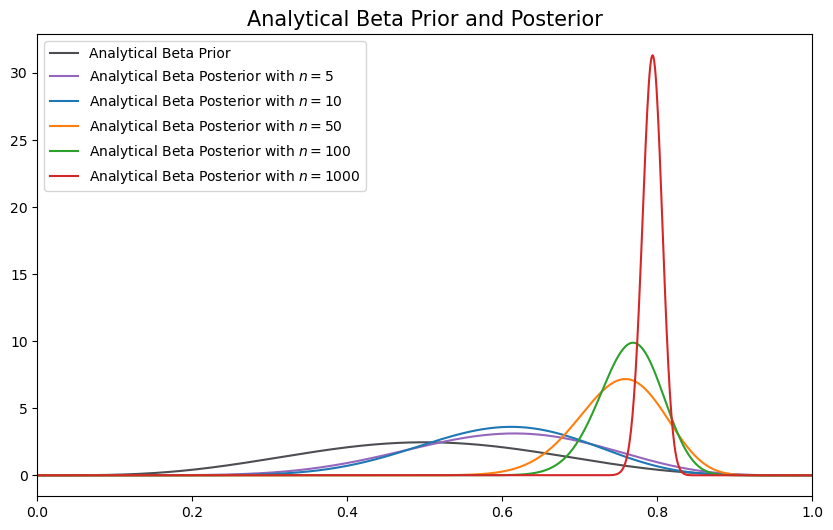 Analytical Beta Prior and Posterior
Analytical Beta Prior
Analytical Beta Posterior with n = 5
Analytical Beta Posterior with n = 10
Analytical Beta Posterior with n = 50
Analytical Beta Posterior with n = 100
Analytical Beta Posterior with n = 1000
30
25
20
15
10
5
0
0.0 0.2 0.4 0.6 0.8 1.0